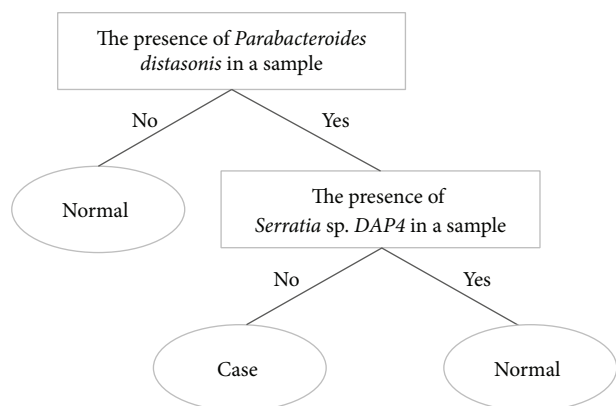 The presence of Parabacteroides
distasonis in a sample
No
Yes
Normal
The presence of
Serratia sp. DAP4 in a sample
No
Yes
Case
Normal